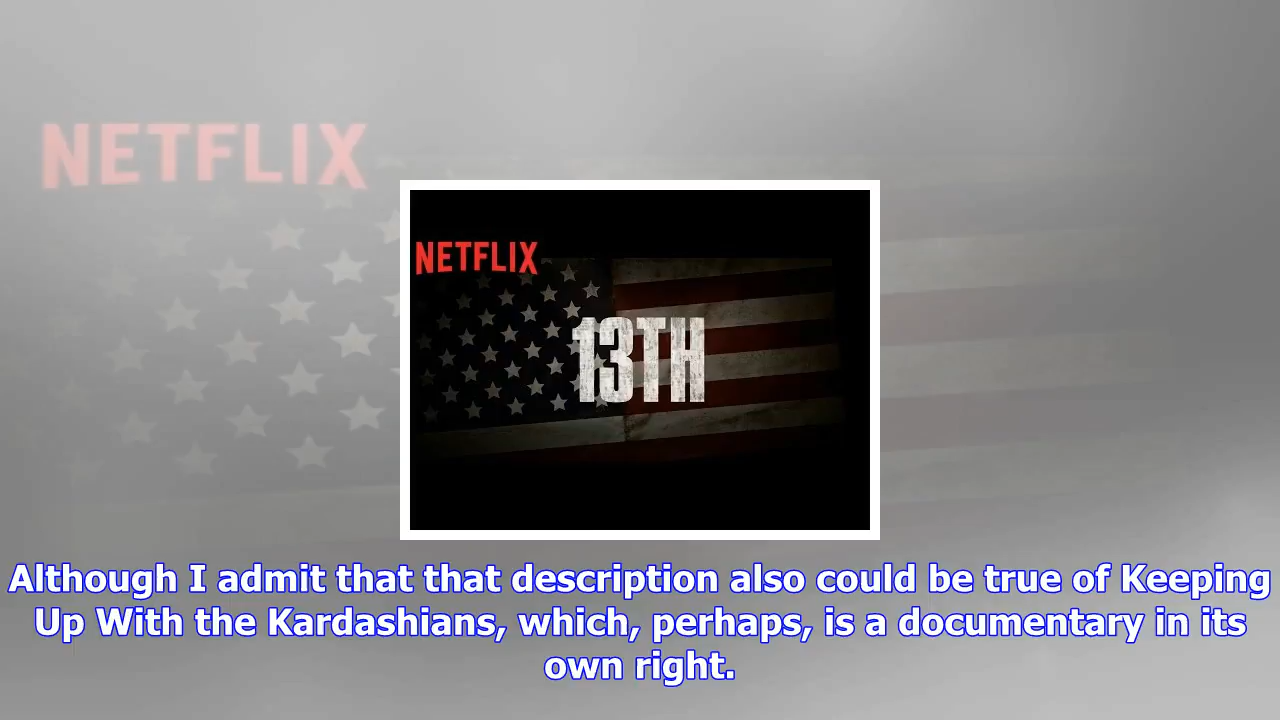 NETFLIX
NETFLIX
13TH
Although I admit that that description also could be true of Keeping
Up With the Kardashians, which, perhaps, is a documentary in its
own right.